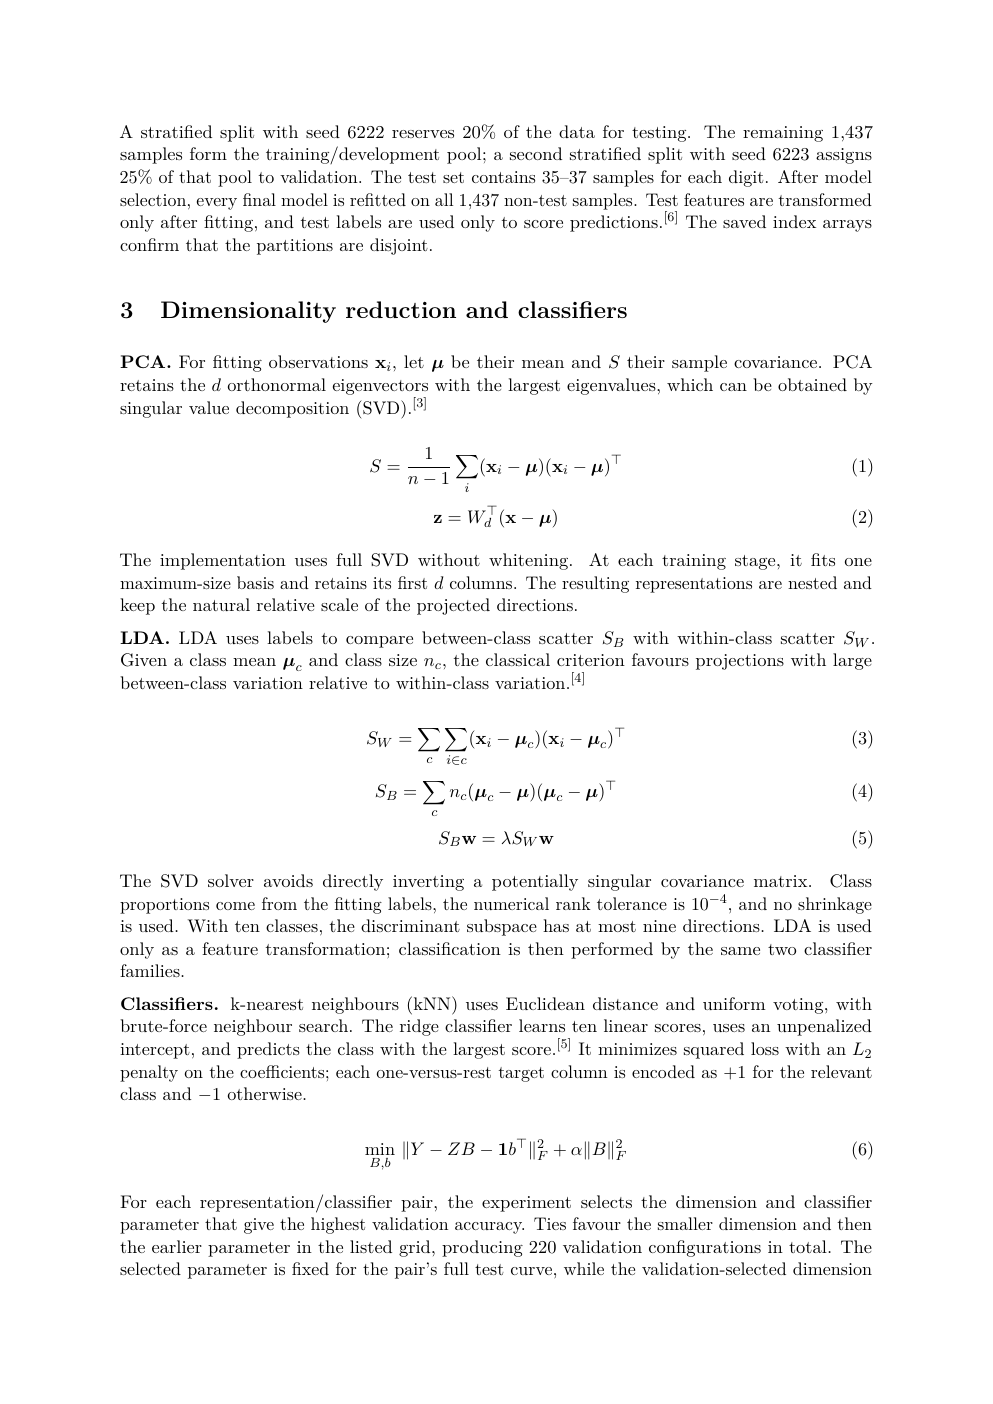 A stratified split with seed 6222 reserves 20% of the data for testing. The remaining 1,437
samples form the training/development pool; a second stratified split with seed 6223 assigns
25% of that pool to validation. The test set contains 35–37 samples for each digit. After model
selection, every final model is refitted on all 1,437 non-test samples. Test features are transformed
only after fitting, and test labels are used only to score predictions.[6] The saved index arrays
confirm that the partitions are disjoint.
3 Dimensionality reduction and classifiers
PCA. For fitting observations xᵢ, let μ be their mean and S their sample covariance. PCA
retains the d orthonormal eigenvectors with the largest eigenvalues, which can be obtained by
singular value decomposition (SVD).[3]
S = 1/(n − 1) ∑_i (x_i − μ)(x_i − μ)^⊤ (1)
z = W_d^⊤(x − μ) (2)
The implementation uses full SVD without whitening. At each training stage, it fits one
maximum-size basis and retains its first d columns. The resulting representations are nested and
keep the natural relative scale of the projected directions.
LDA. LDA uses labels to compare between-class scatter S_B with within-class scatter S_W.
Given a class mean μ_c and class size n_c, the classical criterion favours projections with large
between-class variation relative to within-class variation.[4]
S_W = ∑_c ∑_{i∈c} (x_i − μ_c)(x_i − μ_c)^⊤ (3)
S_B = ∑_c n_c(μ_c − μ)(μ_c − μ)^⊤ (4)
S_B w = λS_W w (5)
The SVD solver avoids directly inverting a potentially singular covariance matrix. Class
proportions come from the fitting labels, the numerical rank tolerance is 10^−4, and no shrinkage
is used. With ten classes, the discriminant subspace has at most nine directions. LDA is used
only as a feature transformation; classification is then performed by the same two classifier
families.
Classifiers. k-nearest neighbours (kNN) uses Euclidean distance and uniform voting, with
brute-force neighbour search. The ridge classifier learns ten linear scores, uses an unpenalized
intercept, and predicts the class with the largest score.[5] It minimizes squared loss with an L_2
penalty on the coefficients; each one-versus-rest target column is encoded as +1 for the relevant
class and −1 otherwise.
min_{B,b} ‖Y − ZB − 1b^⊤‖_F^2 + α‖B‖_F^2 (6)
For each representation/classifier pair, the experiment selects the dimension and classifier
parameter that give the highest validation accuracy. Ties favour the smaller dimension and then
the earlier parameter in the listed grid, producing 220 validation configurations in total. The
selected parameter is fixed for the pair's full test curve, while the validation-selected dimension